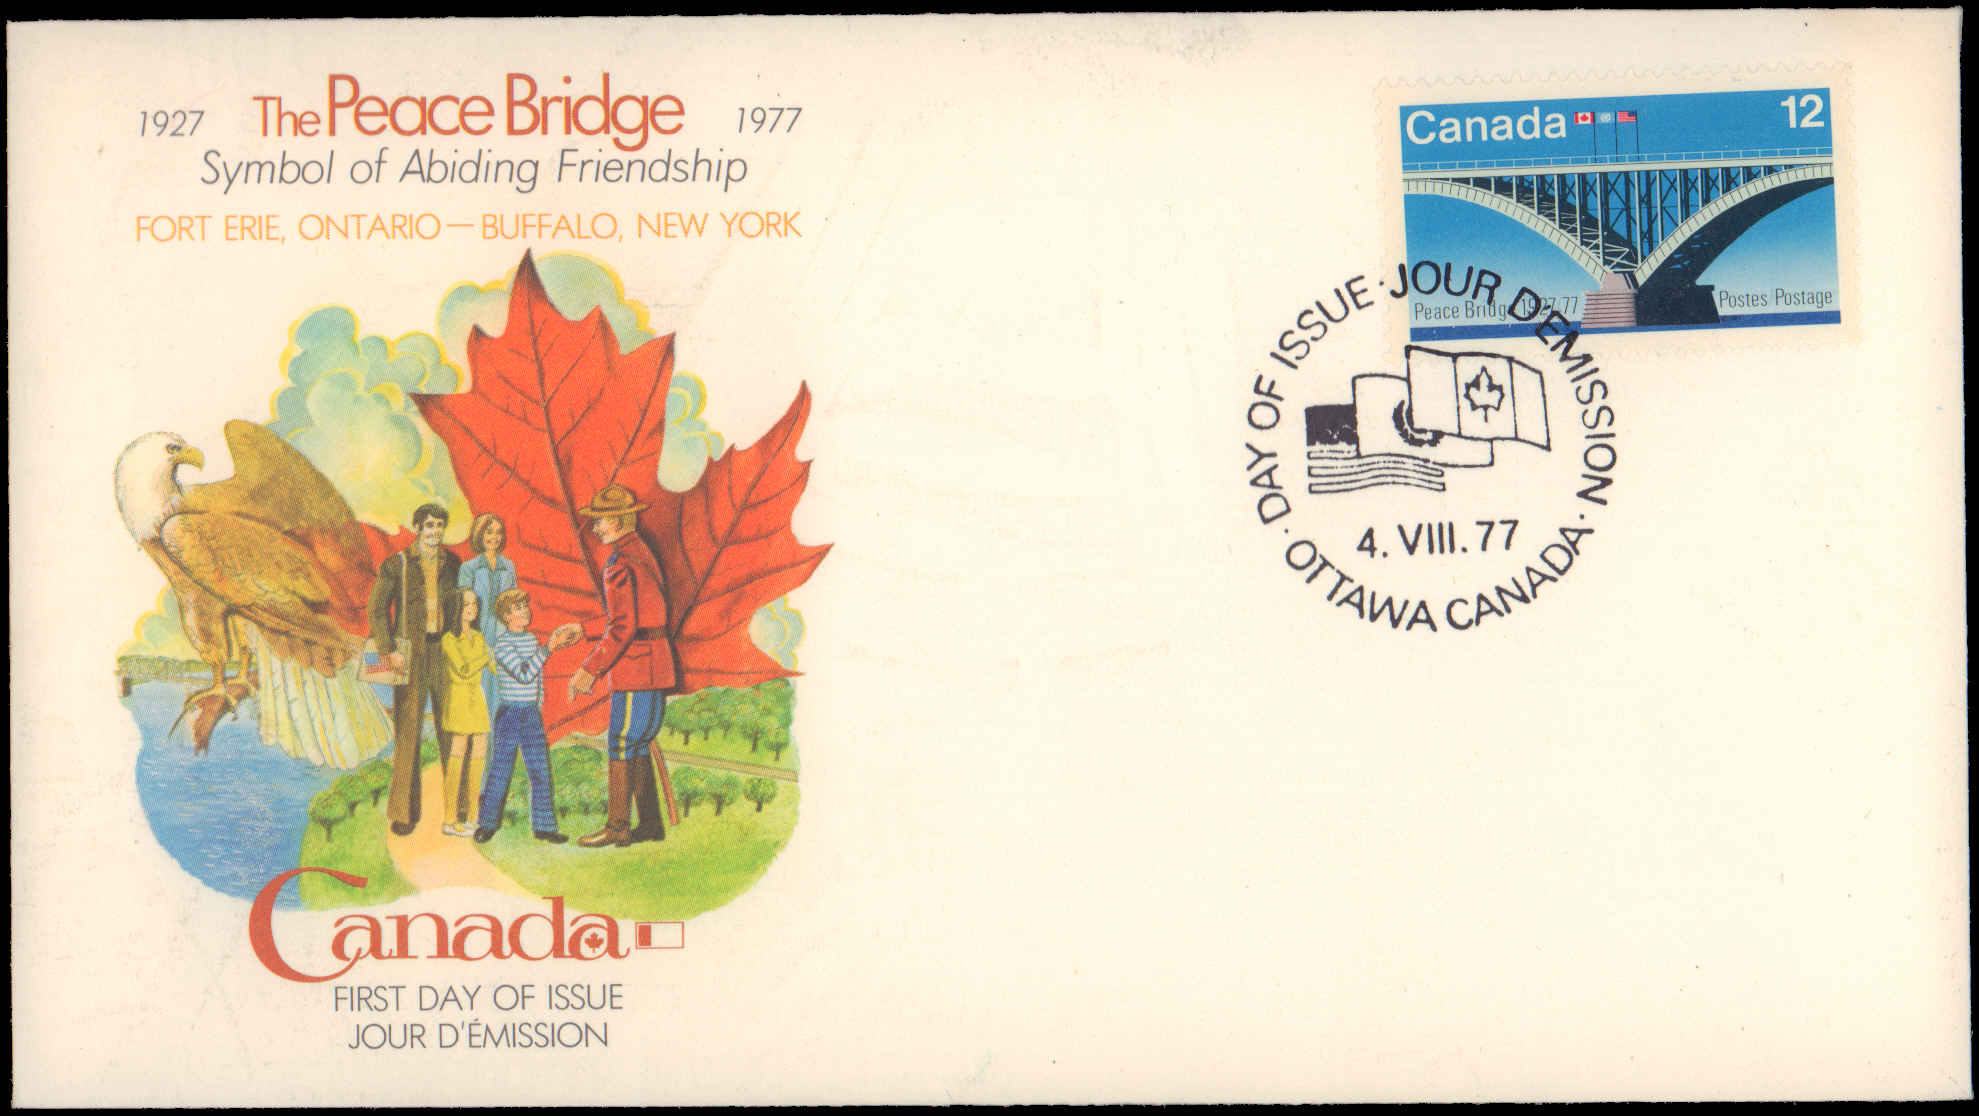 1927 The Peace Bridge 1977
Symbol of Abiding Friendship
FORT ERIE, ONTARIO — BUFFALO, NEW YORK
Canada
FIRST DAY OF ISSUE
JOUR D'ÉMISSION
Canada 12
Peace Bridge 1927-77 Postes Postage
DAY OF ISSUE · JOUR D'EMISSION · OTTAWA CANADA ·
4. VIII. 77